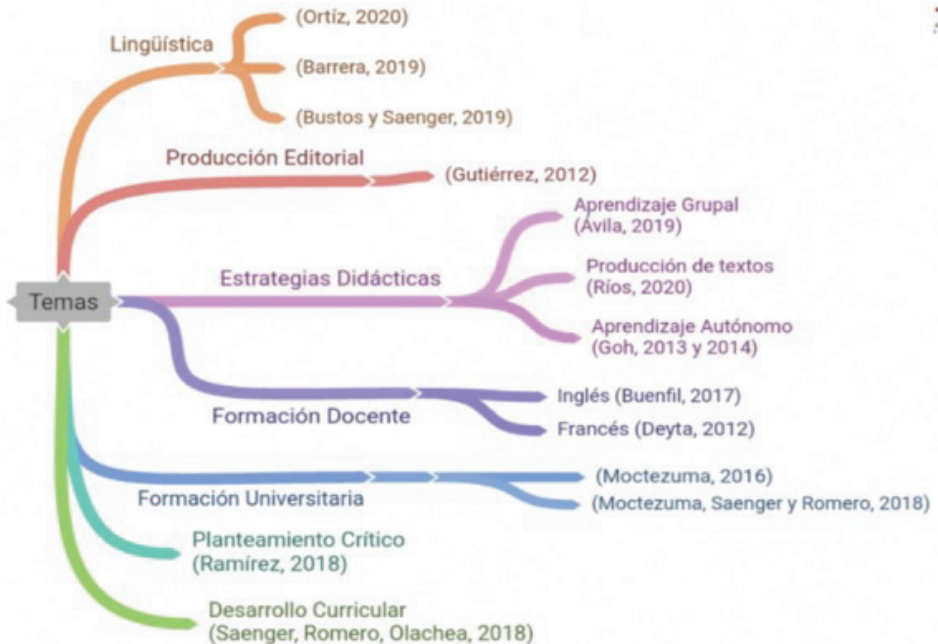 (Ortíz, 2020)
Lingüística
(Barrera, 2019)
(Bustos y Saenger, 2019)
Producción Editorial
(Gutiérrez, 2012)
Aprendizaje Grupal
(Ávila, 2019)
Estrategias Didácticas
Producción de textos
(Ríos, 2020)
Temas
Aprendizaje Autónomo
(Goh, 2013 y 2014)
Inglés (Buenfil, 2017)
Formación Docente
Francés (Deyta, 2012)
(Moctezuma, 2016)
Formación Universitaria
(Moctezuma, Saenger y Romero, 2018)
Planteamiento Crítico
(Ramírez, 2018)
Desarrollo Curricular
(Saenger, Romero, Olachea, 2018)